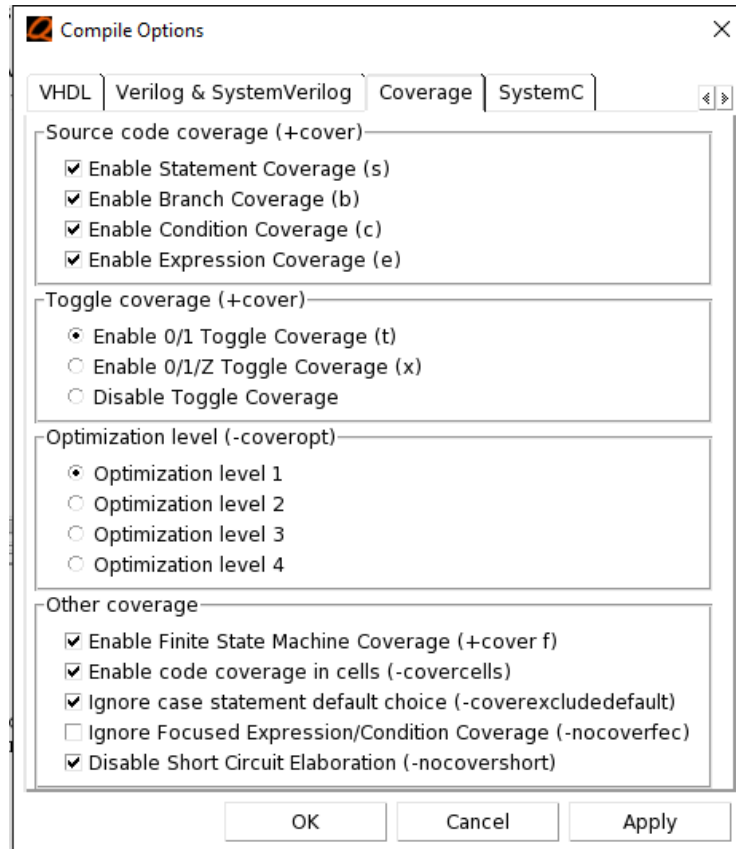 Compile Options
VHDL Verilog & SystemVerilog Coverage SystemC
Source code coverage (+cover)
Enable Statement Coverage (s)
Enable Branch Coverage (b)
Enable Condition Coverage (c)
Enable Expression Coverage (e)
Toggle coverage (+cover)
Enable 0/1 Toggle Coverage (t)
Enable 0/1/Z Toggle Coverage (x)
Disable Toggle Coverage
Optimization level (-coveropt)
Optimization level 1
Optimization level 2
Optimization level 3
Optimization level 4
Other coverage
Enable Finite State Machine Coverage (+cover f)
Enable code coverage in cells (-covercells)
Ignore case statement default choice (-coverexcludedefault)
Ignore Focused Expression/Condition Coverage (-nocoverfec)
Disable Short Circuit Elaboration (-nocovershort)
OK Cancel Apply